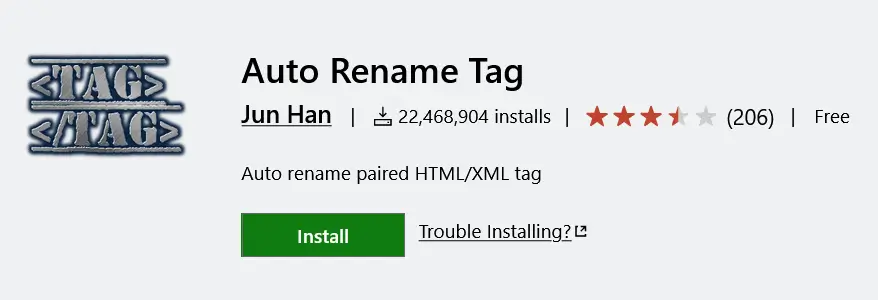 <TAG>
</TAG>
Auto Rename Tag
Jun Han | 22,468,904 installs | (206) | Free
Auto rename paired HTML/XML tag
Install Trouble Installing?